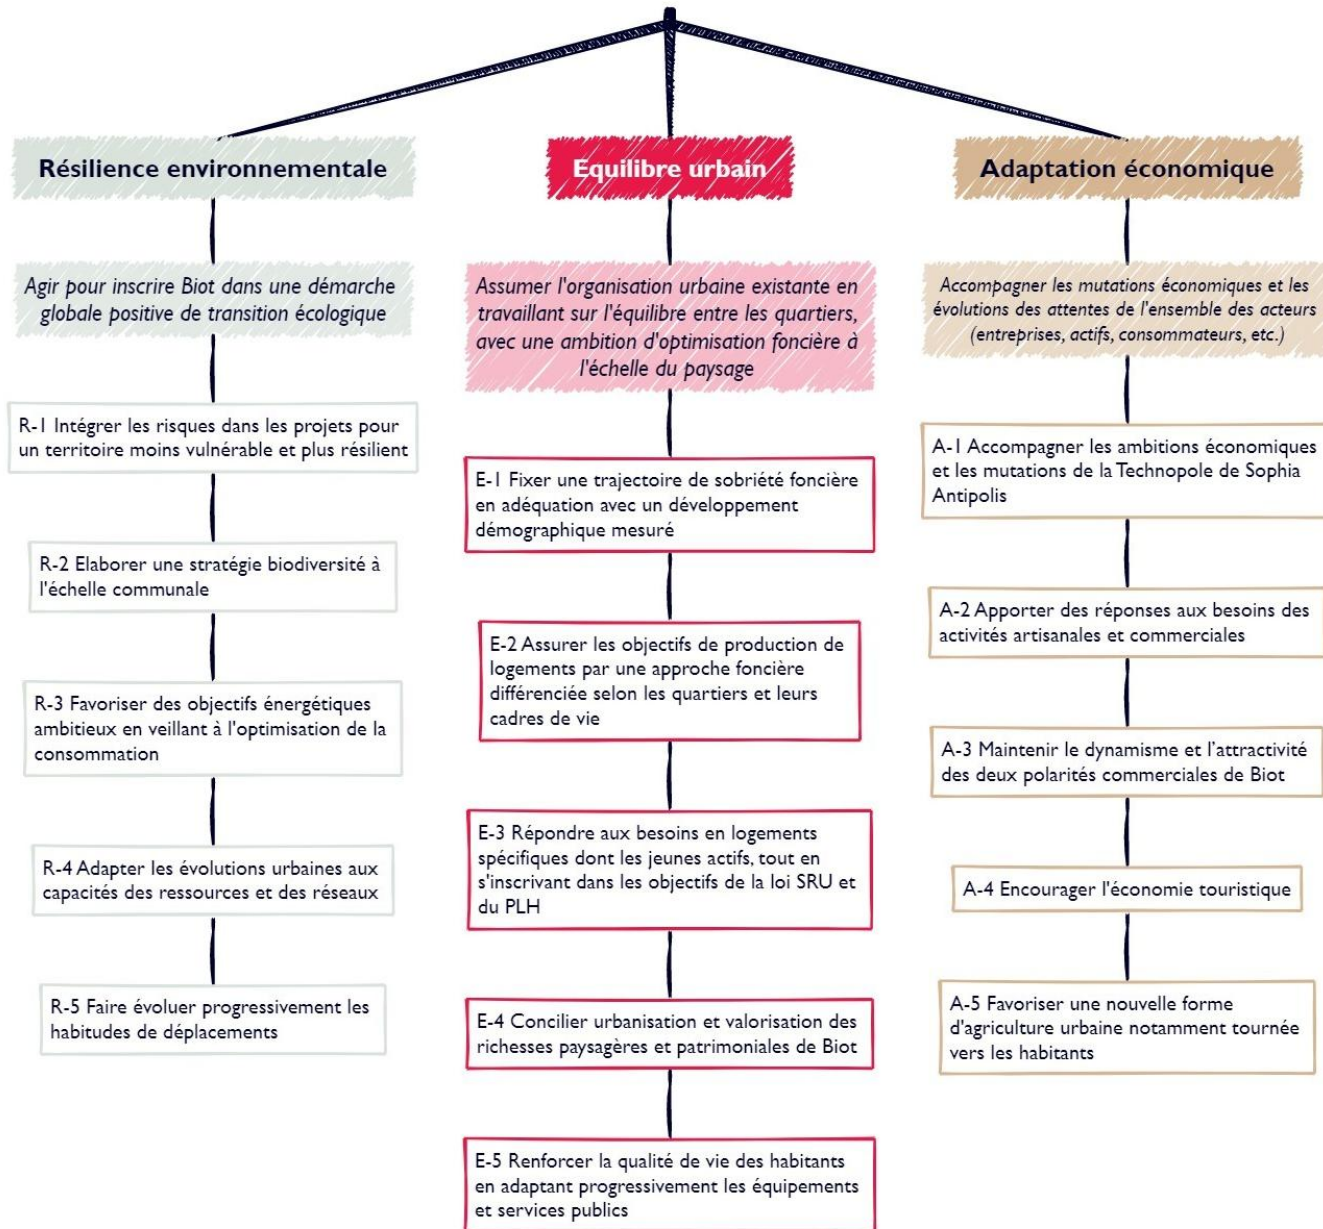 Résilience environnementale
Agir pour inscrire Biot dans une démarche
globale positive de transition écologique
R-1 Intégrer les risques dans les projets pour
un territoire moins vulnérable et plus résilient
R-2 Elaborer une stratégie biodiversité à
l'échelle communale
R-3 Favoriser des objectifs énergétiques
ambitieux en veillant à l'optimisation de la
consommation
R-4 Adapter les évolutions urbaines aux
capacités des ressources et des réseaux
R-5 Faire évoluer progressivement les
habitudes de déplacements
Equilibre urbain
Assumer l'organisation urbaine existante en
travaillant sur l'équilibre entre les quartiers,
avec une ambition d'optimisation foncière à
l'échelle du paysage
E-1 Fixer une trajectoire de sobriété foncière
en adéquation avec un développement
démographique mesuré
E-2 Assurer les objectifs de production de
logements par une approche foncière
différenciée selon les quartiers et leurs
cadres de vie
E-3 Répondre aux besoins en logements
spécifiques dont les jeunes actifs, tout en
s'inscrivant dans les objectifs de la loi SRU et
du PLH
E-4 Concilier urbanisation et valorisation des
richesses paysagères et patrimoniales de Biot
E-5 Renforcer la qualité de vie des habitants
en adaptant progressivement les équipements
et services publics
Adaptation économique
Accompagner les mutations économiques et les
évolutions des attentes de l'ensemble des acteurs
(entreprises, actifs, consommateurs, etc.)
A-1 Accompagner les ambitions économiques
et les mutations de la Technopole de Sophia
Antipolis
A-2 Apporter des réponses aux besoins des
activités artisanales et commerciales
A-3 Maintenir le dynamisme et l’attractivité
des deux polarités commerciales de Biot
A-4 Encourager l'économie touristique
A-5 Favoriser une nouvelle forme
d'agriculture urbaine notamment tournée
vers les habitants